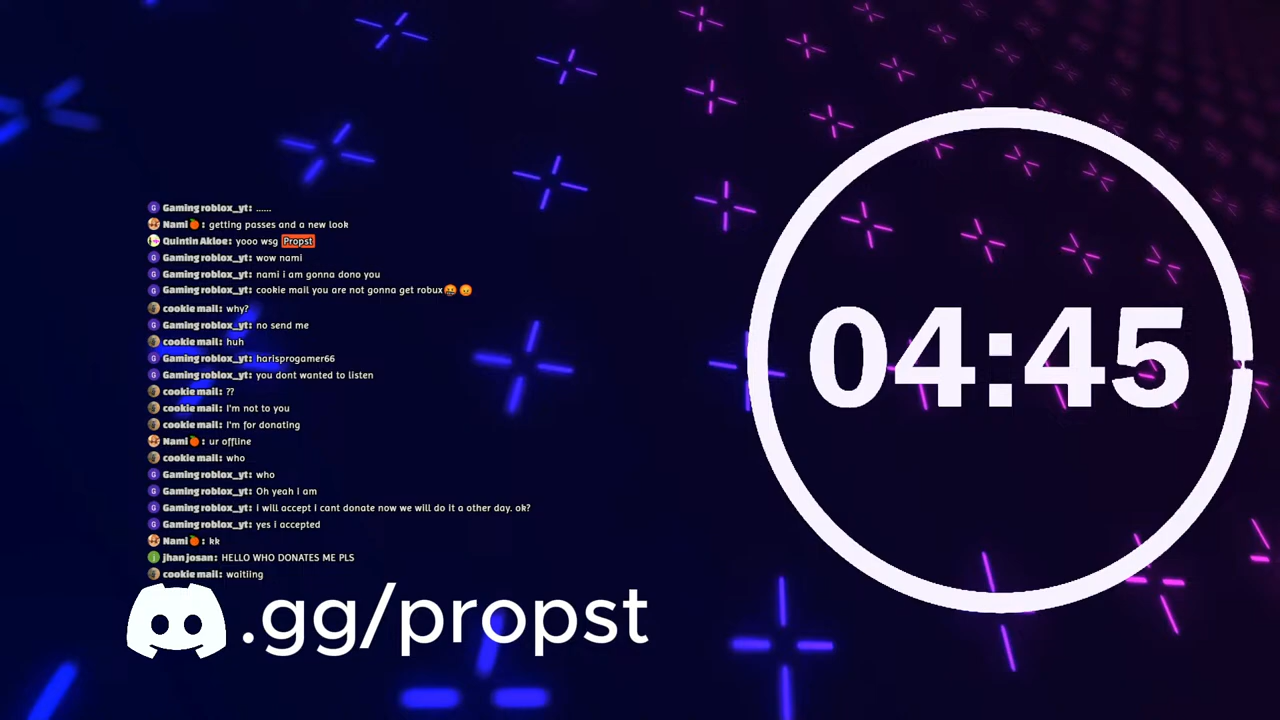 Gaming roblox_yt: ......
Nami🍊: getting passes and a new look
Quintin Akloe: yooo wsg Propst
Gaming roblox_yt: wow nami
Gaming roblox_yt: nami i am gonna dono you
Gaming roblox_yt: cookie mail you are not gonna get robux🤬😡
cookie mail: why?
Gaming roblox_yt: no send me
cookie mail: huh
Gaming roblox_yt: harisprogamer66
Gaming roblox_yt: you dont wanted to listen
cookie mail: ??
cookie mail: I'm not to you
cookie mail: I'm for donating
Nami🍊: ur offline
cookie mail: who
Gaming roblox_yt: who
Gaming roblox_yt: Oh yeah i am
Gaming roblox_yt: I will accept i cant donate now we will do it a other day. ok?
Gaming roblox_yt: yes i accepted
Nami🍊: kk
jhan josan: HELLO WHO DONATES ME PLS
cookie mail: waitiing
.gg/propst
04:45